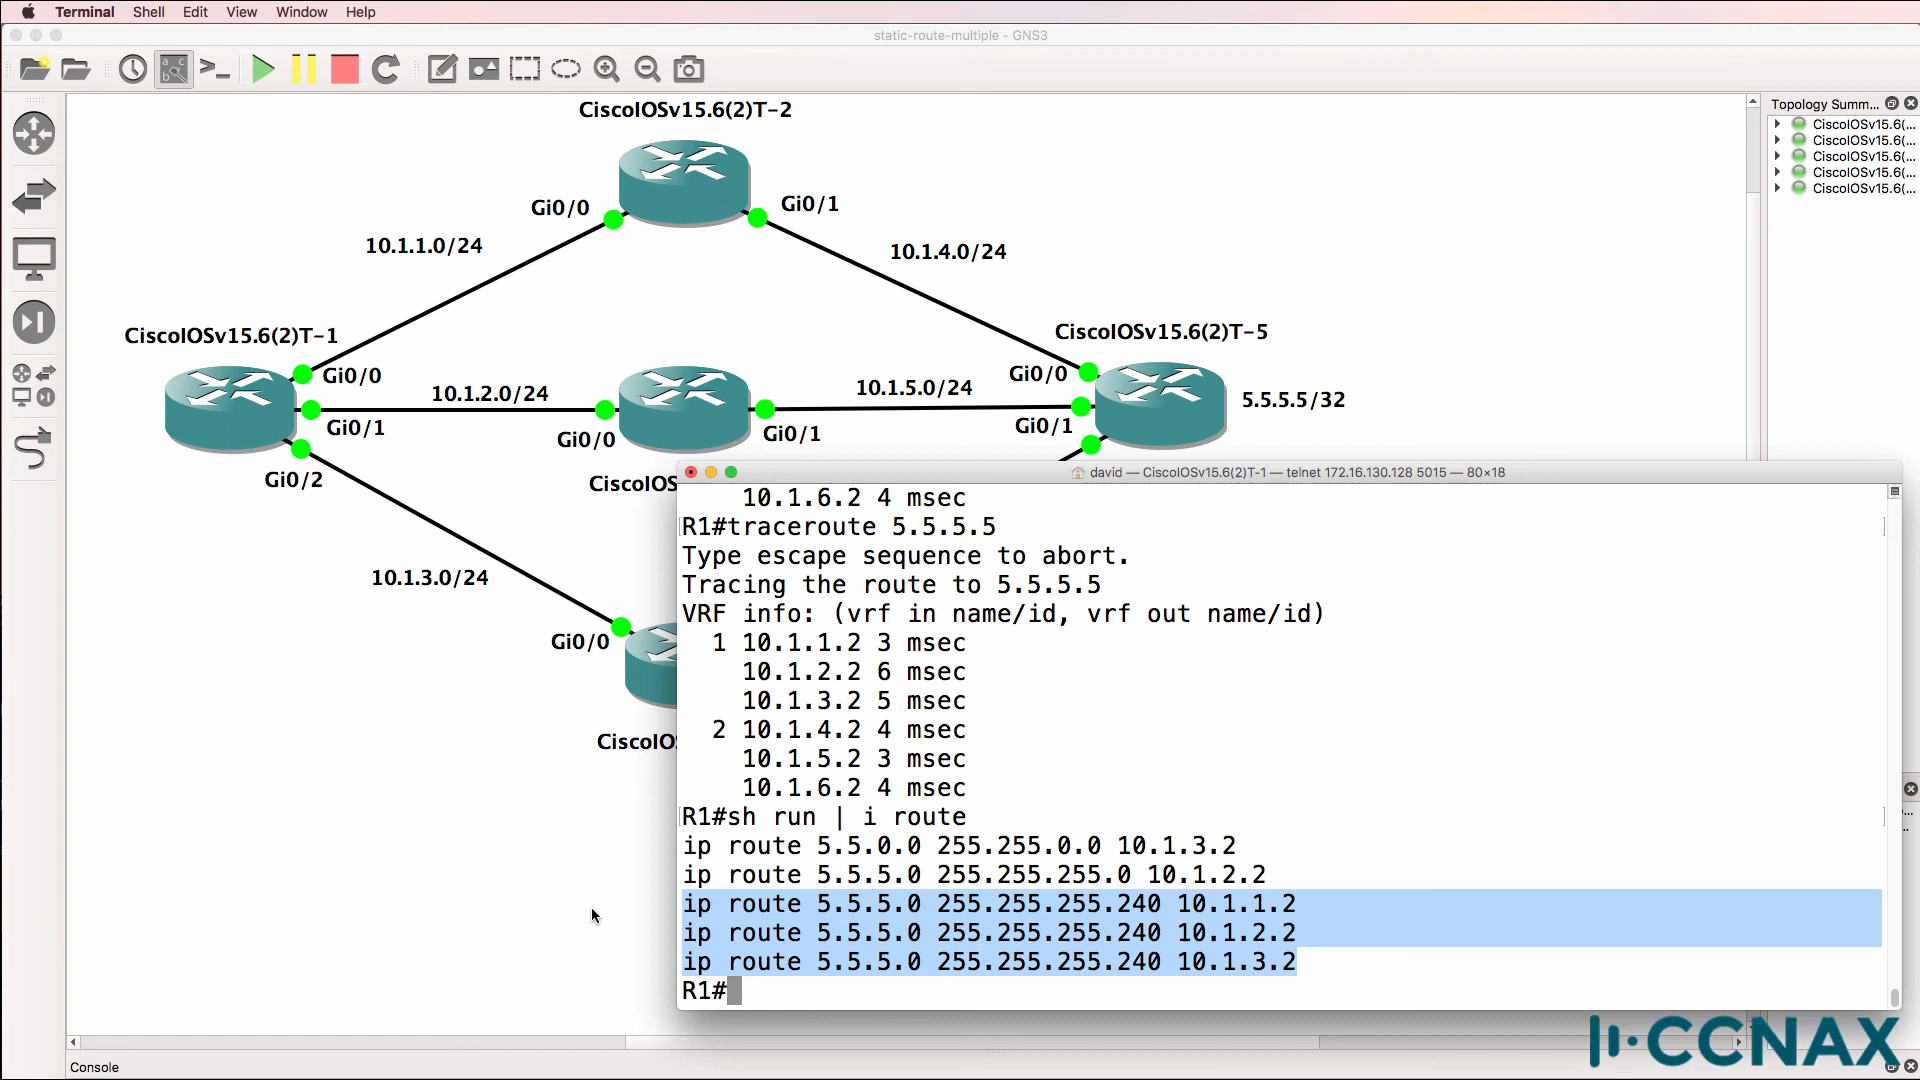 Terminal Shell Edit View Window Help
static-route-multiple - GNS3
CiscoIOSv15.6(2)T-2
Topology Summ...
CiscoIOSv15.6(...
CiscoIOSv15.6(...
CiscoIOSv15.6(...
CiscoIOSv15.6(...
CiscoIOSv15.6(...
Gi0/0
Gi0/1
10.1.1.0/24
10.1.4.0/24
CiscoIOSv15.6(2)T-1
CiscoIOSv15.6(2)T-5
Gi0/0
10.1.2.0/24
10.1.5.0/24
Gi0/0
5.5.5.5/32
Gi0/1
Gi0/0
Gi0/1
Gi0/1
Gi0/2
CiscoIOS
10.1.3.0/24
Gi0/0
CiscoIOS
david — CiscoIOSv15.6(2)T-1 — telnet 172.16.130.128 5015 — 80×18
10.1.6.2 4 msec
R1#traceroute 5.5.5.5
Type escape sequence to abort.
Tracing the route to 5.5.5.5
VRF info: (vrf in name/id, vrf out name/id)
1 10.1.1.2 3 msec
10.1.2.2 6 msec
10.1.3.2 5 msec
2 10.1.4.2 4 msec
10.1.5.2 3 msec
10.1.6.2 4 msec
R1#sh run | i route
ip route 5.5.0.0 255.255.0.0 10.1.3.2
ip route 5.5.5.0 255.255.255.0 10.1.2.2
ip route 5.5.5.0 255.255.255.240 10.1.1.2
ip route 5.5.5.0 255.255.255.240 10.1.2.2
ip route 5.5.5.0 255.255.255.240 10.1.3.2
R1#
CCNAX
Console